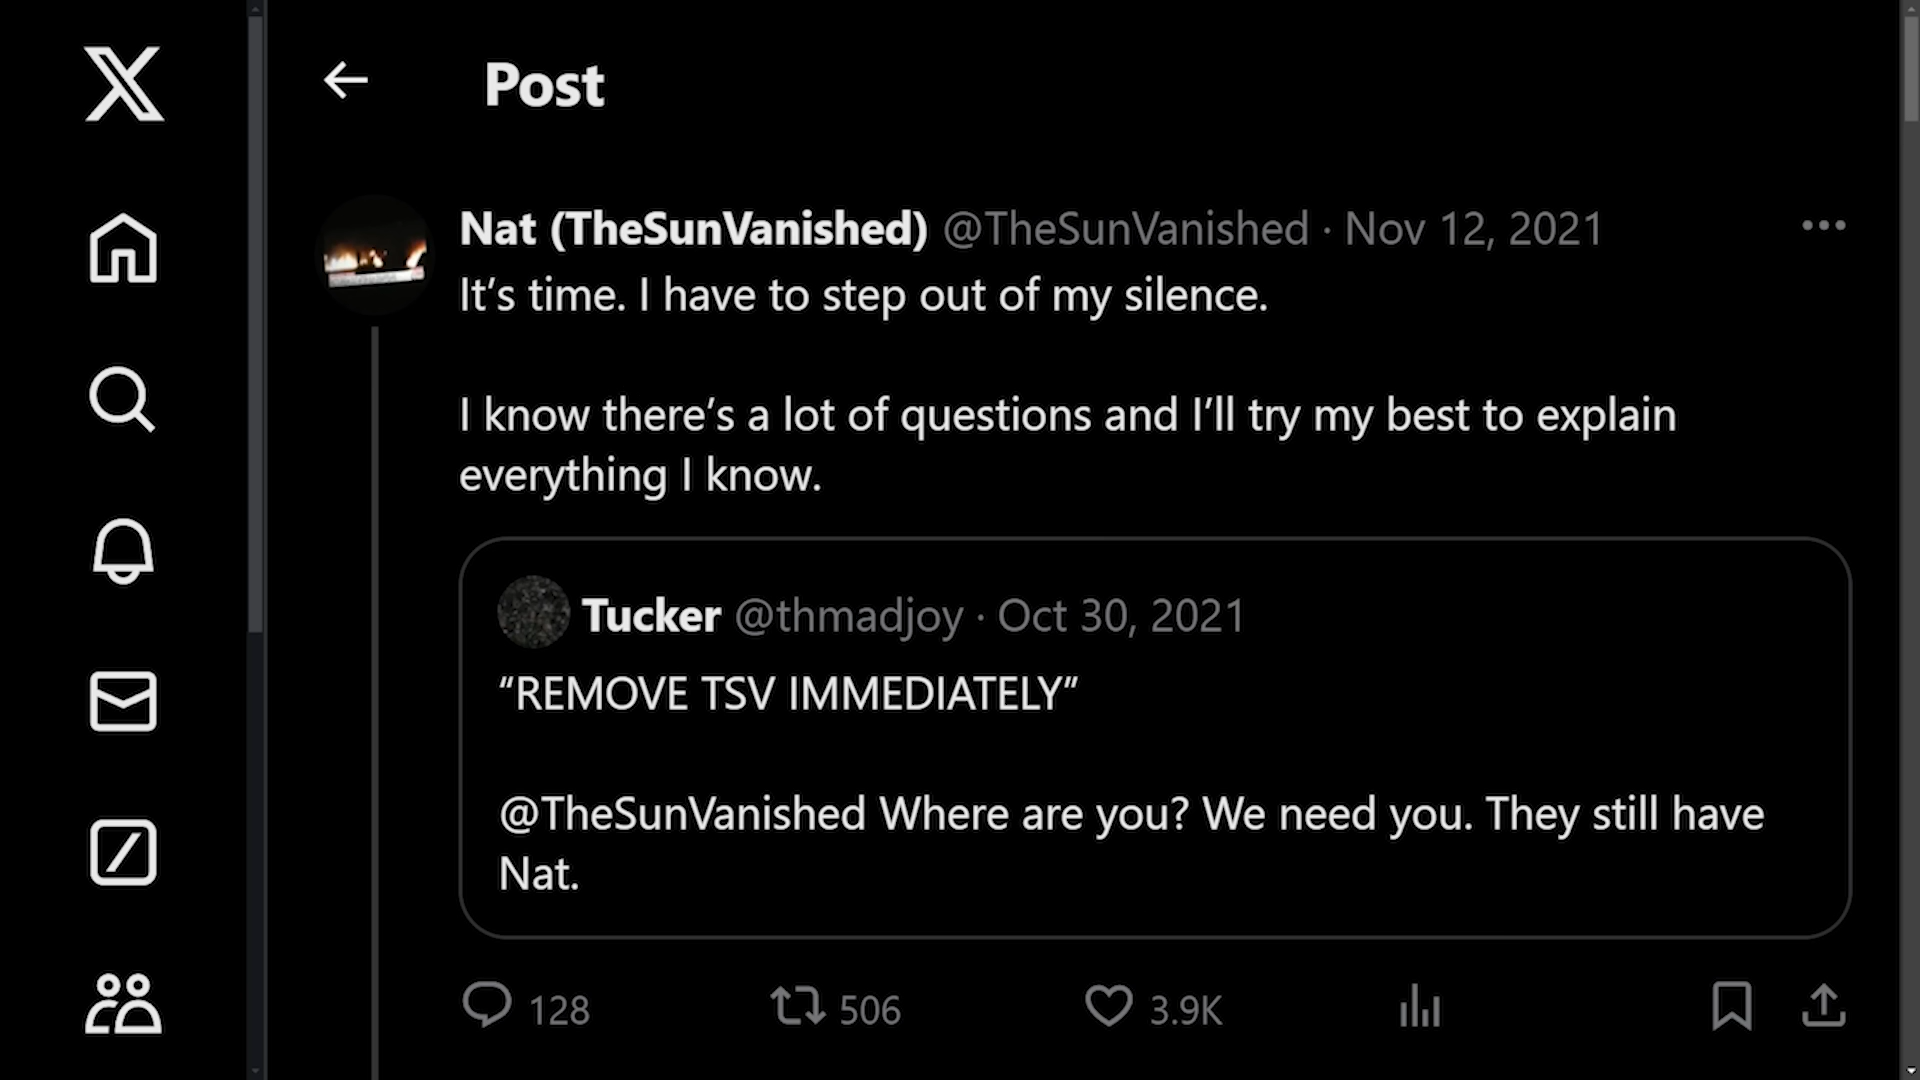 Post
Nat (TheSunVanished) @TheSunVanished · Nov 12, 2021
It’s time. I have to step out of my silence.
I know there’s a lot of questions and I’ll try my best to explain
everything I know.
Tucker @thmadjoy · Oct 30, 2021
“REMOVE TSV IMMEDIATELY”
@TheSunVanished Where are you? We need you. They still have
Nat.
128 506 3.9K